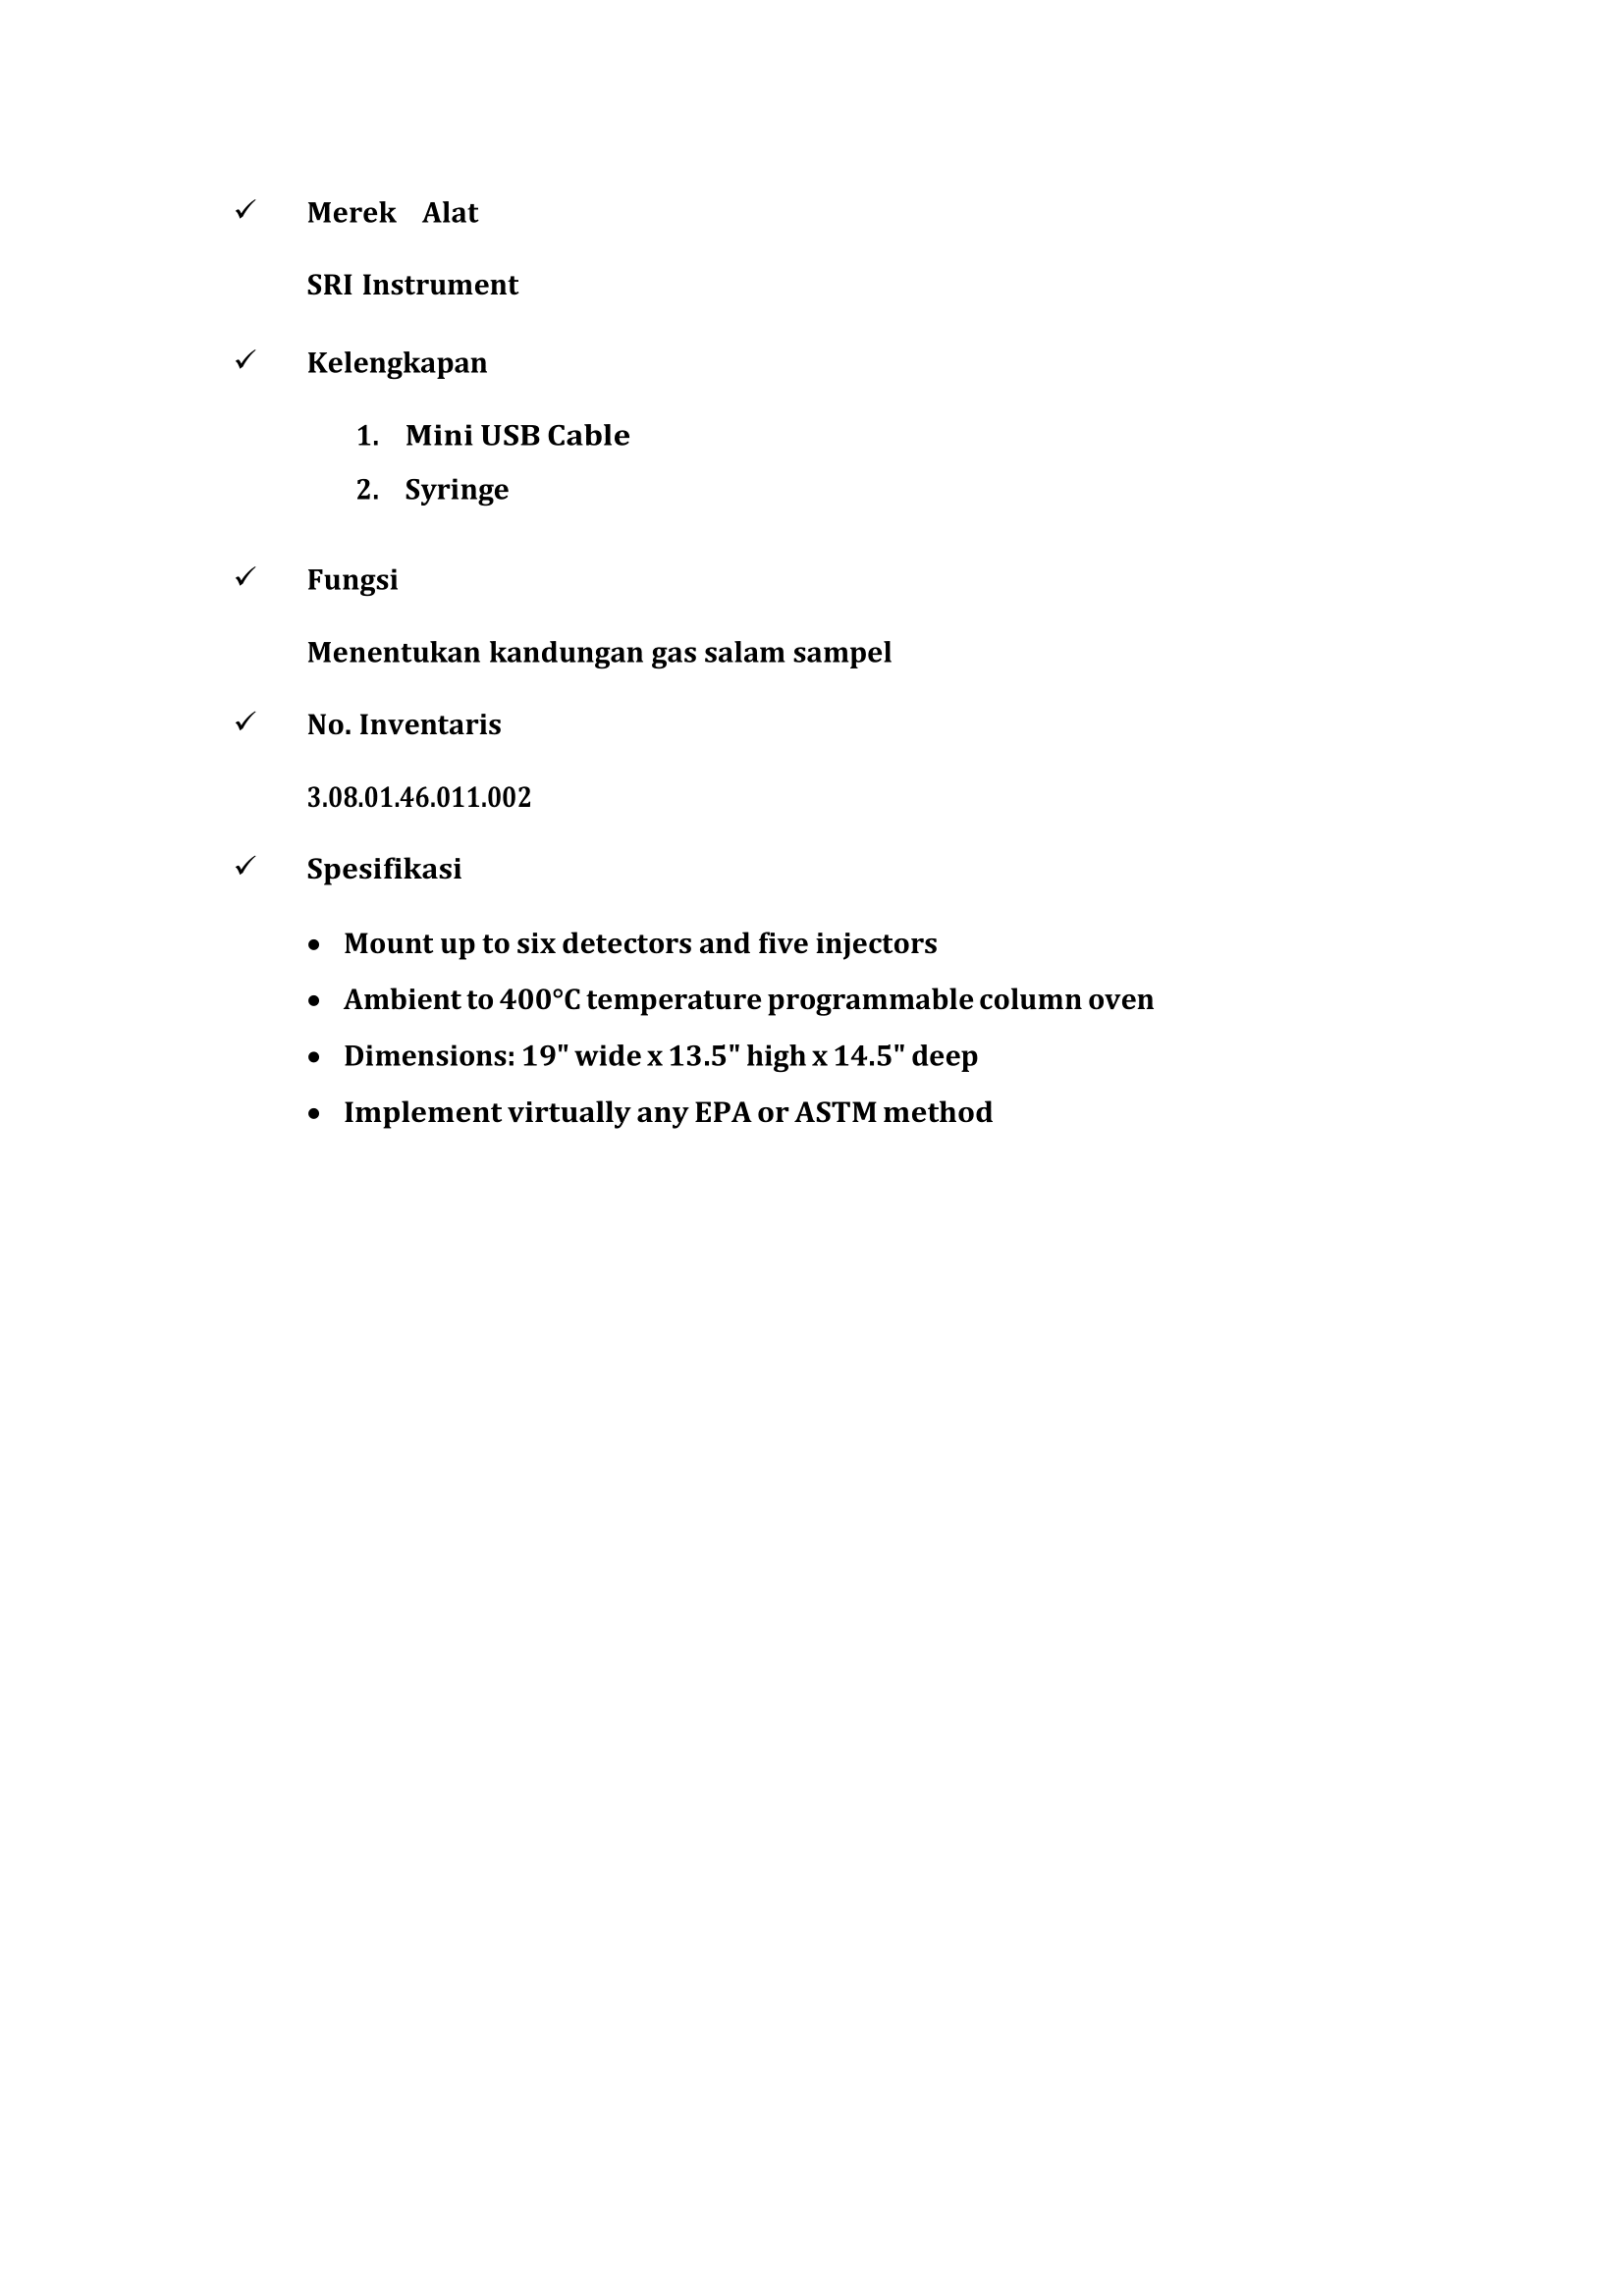 ✓ Merek Alat
SRI Instrument
✓ Kelengkapan
1. Mini USB Cable
2. Syringe
✓ Fungsi
Menentukan kandungan gas salam sampel
✓ No. Inventaris
3.08.01.46.011.002
✓ Spesifikasi
• Mount up to six detectors and five injectors
• Ambient to 400°C temperature programmable column oven
• Dimensions: 19" wide x 13.5" high x 14.5" deep
• Implement virtually any EPA or ASTM method